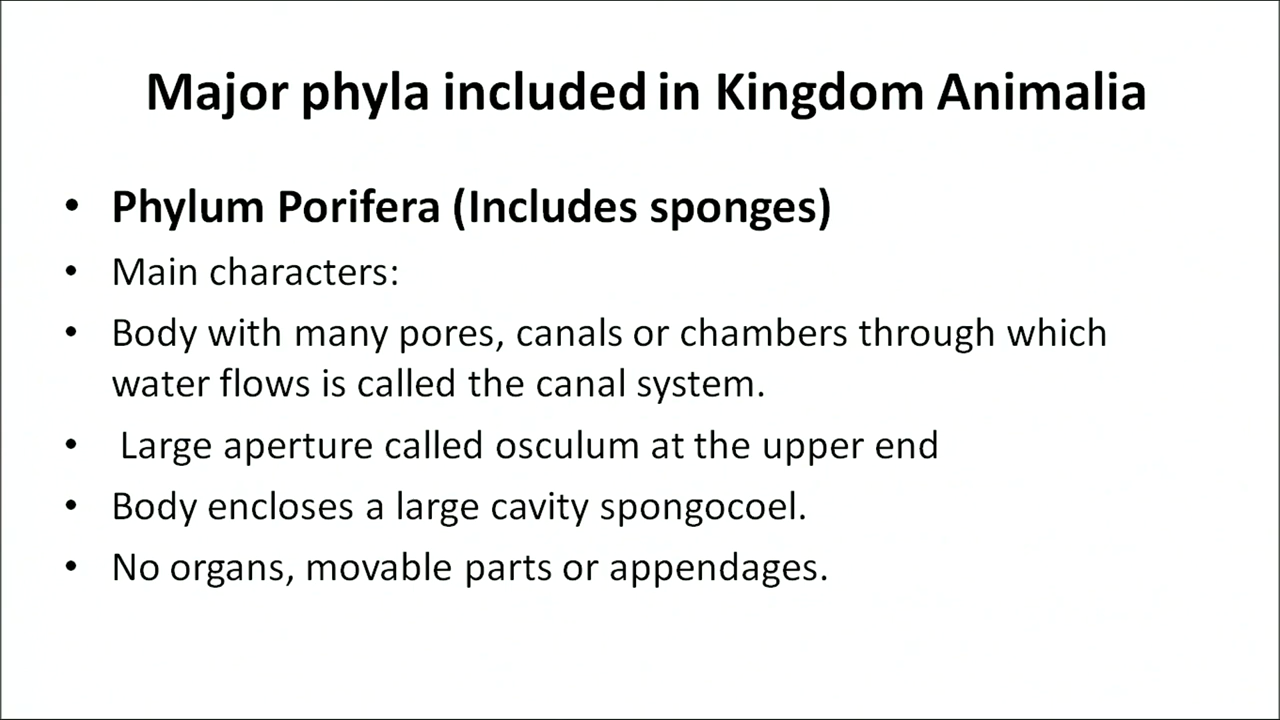 Major phyla included in Kingdom Animalia
• Phylum Porifera (Includes sponges)
• Main characters:
• Body with many pores, canals or chambers through which
water flows is called the canal system.
• Large aperture called osculum at the upper end
• Body encloses a large cavity spongocoel.
• No organs, movable parts or appendages.